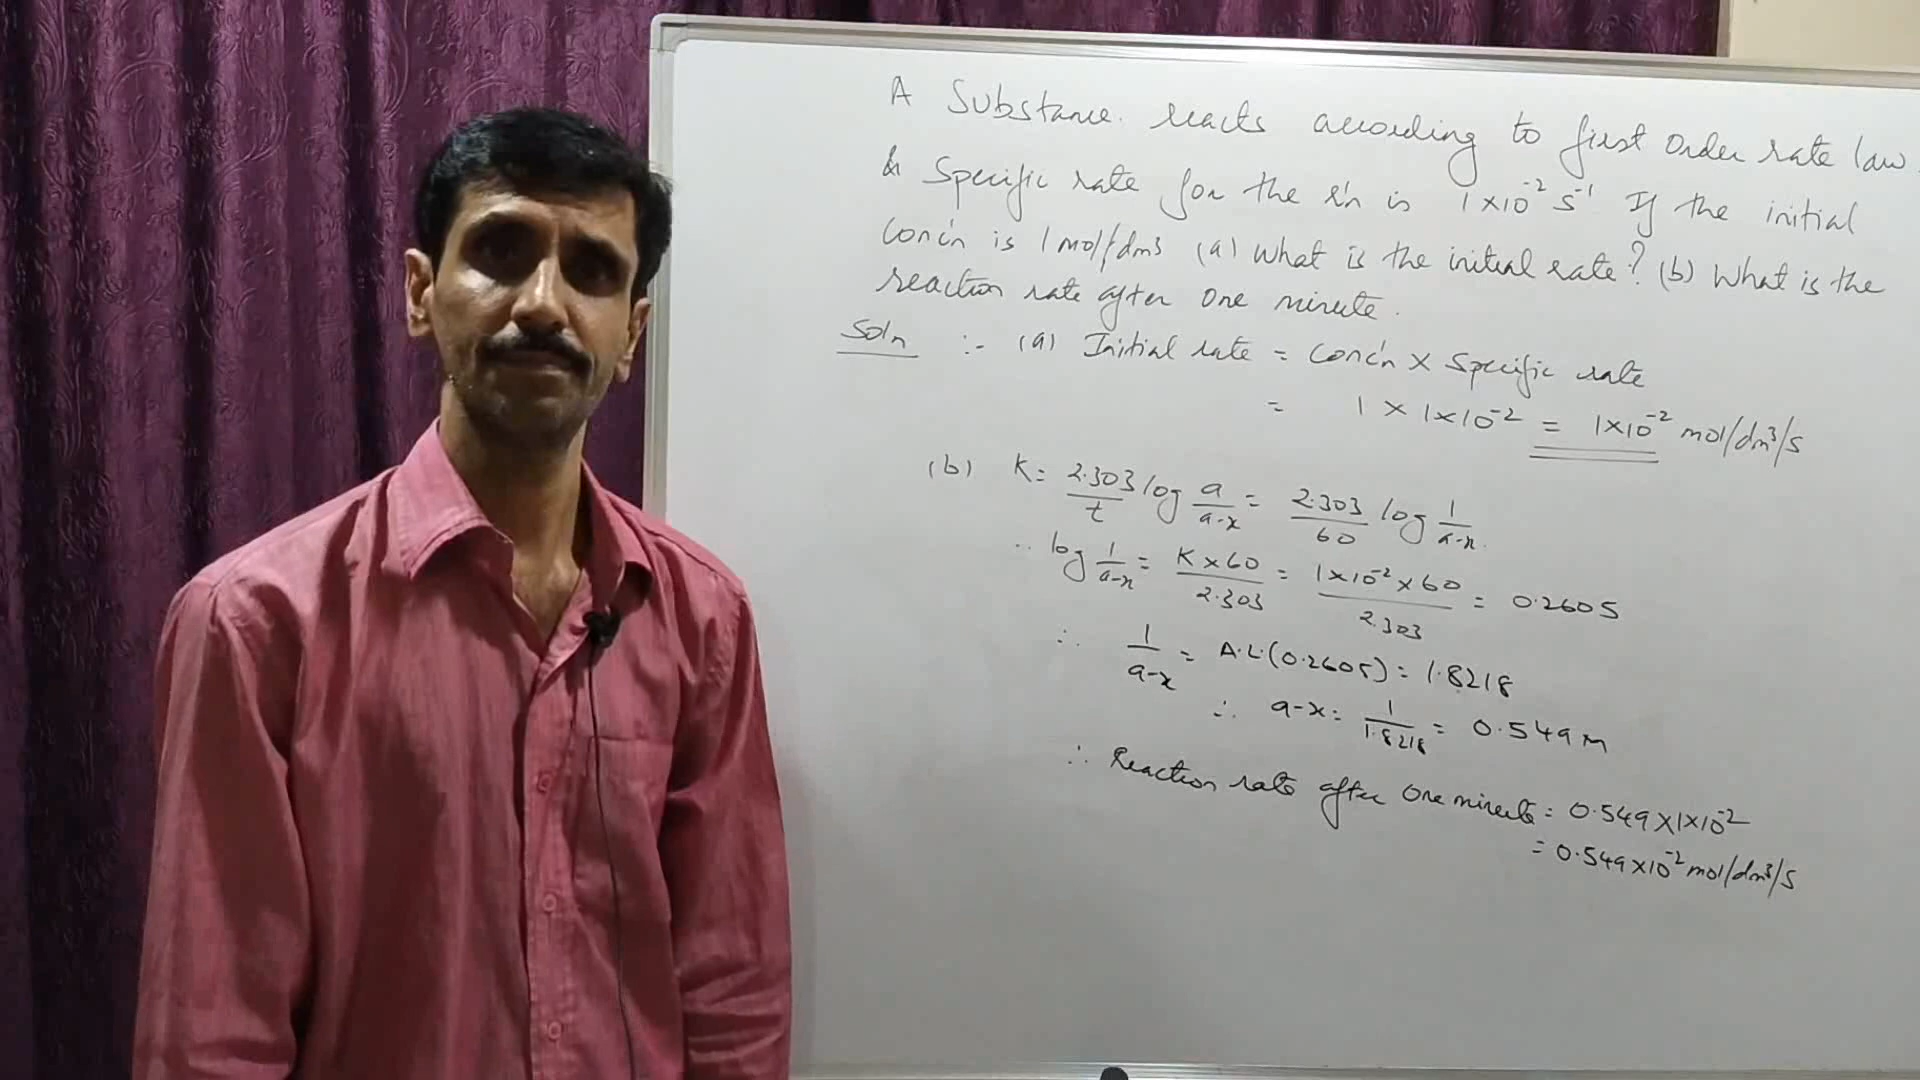 A Substance reacts according to first order rate law
& Specific rate for the r'n is 1×10⁻² S⁻¹ If the initial
Conc'n is 1 mol/dm3 (a) What is the initial rate? (b) What is the
reaction rate after one minute.
Soln :- (a) Initial rate = Conc'n × Specific rate
= 1 × 1×10⁻² = 1×10⁻² mol/dm³/s
(b) K = 2.303/t log a/a-x = 2.303/60 log 1/a-x.
∴ log 1/a-x = K×60/2.303 = 1×10⁻²×60/2.303 = 0.2605
∴ 1/a-x = A.L.(0.2605) = 1.8218
∴ a-x = 1/1.8218 = 0.549 M
∴ Reaction rate after one minute = 0.549×1×10⁻²
= 0.549×10⁻² mol/dm³/s